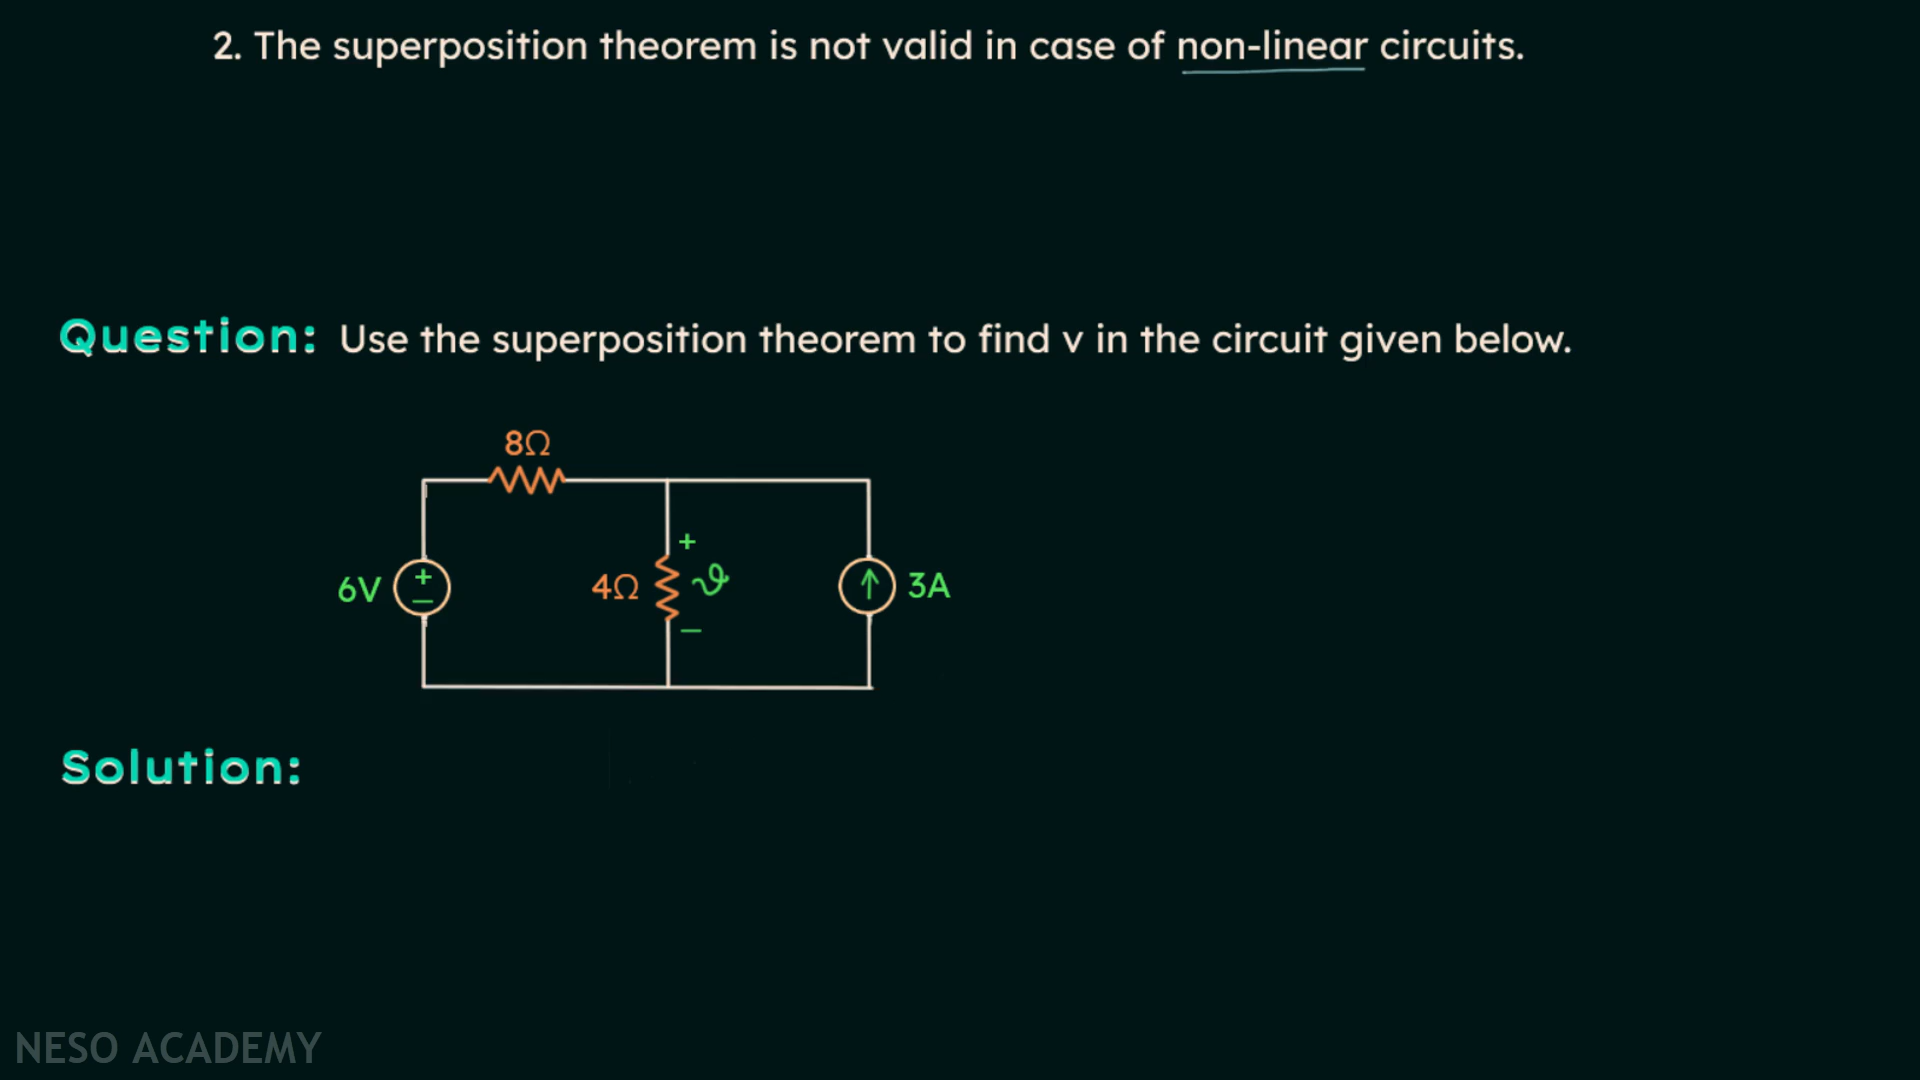 2. The superposition theorem is not valid in case of non-linear circuits.
Question: Use the superposition theorem to find v in the circuit given below.
8Ω
6V
+
−
4Ω
+
v
−
↑
3A
Solution:
NESO ACADEMY